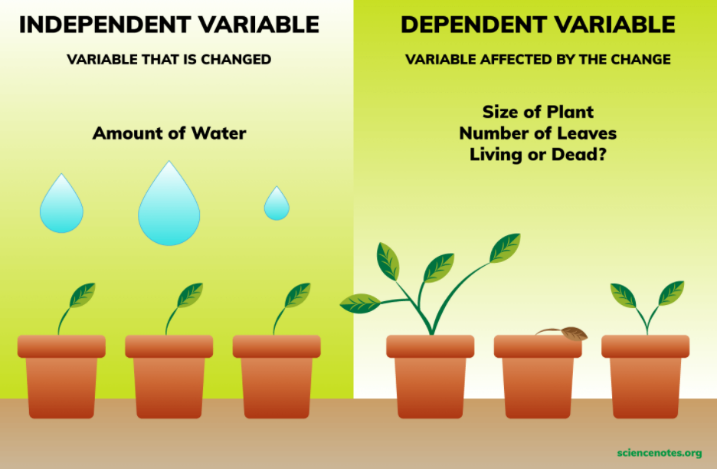 INDEPENDENT VARIABLE
VARIABLE THAT IS CHANGED
Amount of Water
DEPENDENT VARIABLE
VARIABLE AFFECTED BY THE CHANGE
Size of Plant
Number of Leaves
Living or Dead?
sciencenotes.org